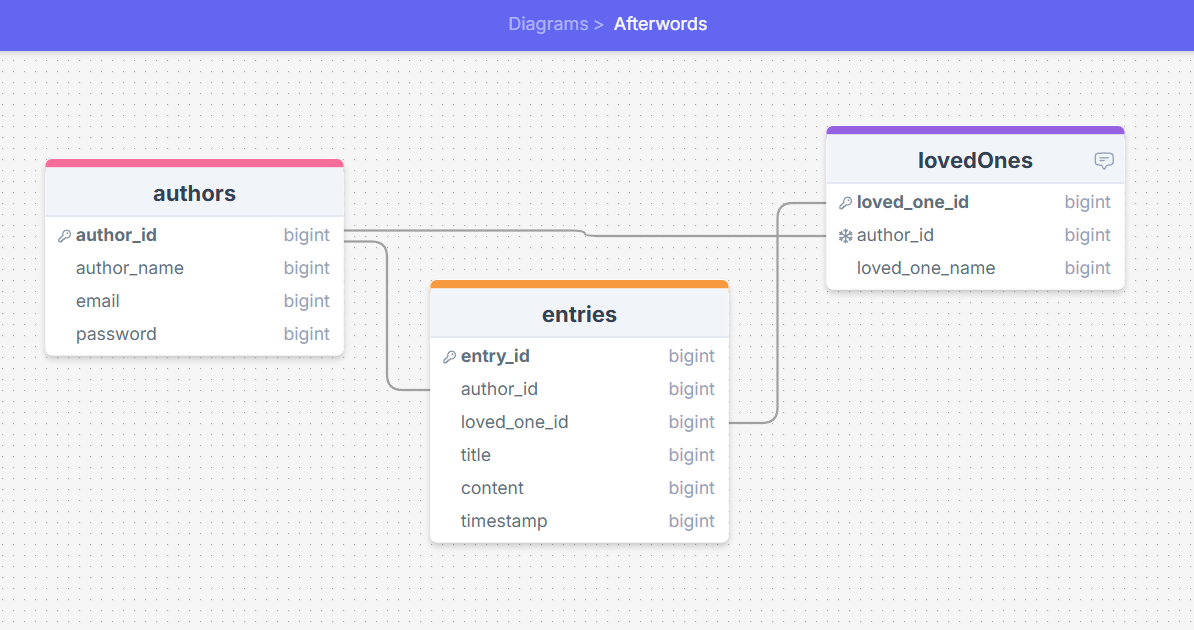 Diagrams > Afterwords
authors
author_id bigint
author_name bigint
email bigint
password bigint
entries
entry_id bigint
author_id bigint
loved_one_id bigint
title bigint
content bigint
timestamp bigint
lovedOnes
loved_one_id bigint
author_id bigint
loved_one_name bigint